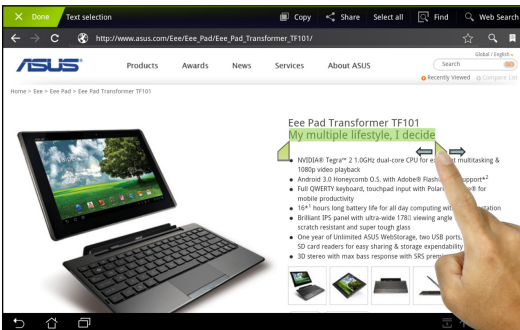 Done Text selection Copy Share Select all Find Web Search
http://www.asus.com/Eee/Eee_Pad/Eee_Pad_Transformer_TF101/
Global / English
ASUS Products Awards News Services About ASUS Search
Recently Viewed Compare List
Home > Eee > Eee Pad > Eee Pad Transformer TF101
Eee Pad Transformer TF101
My multiple lifestyle, I decide
NVIDIA® Tegra™ 2 1.0GHz dual-core CPU for multitasking &
1080p video playback
Android 3.0 Honeycomb O.S. with Adobe® Flash support*2
Full QWERTY keyboard, touchpad input with for
mobile productivity
16*1 hours long battery life for all day computing
Brilliant IPS panel with ultra-wide 178 viewing angle
scratch resistant and super tough glass
One year of Unlimited ASUS WebStorage, two USB ports,
SD card readers for easy sharing & storage expendability
3D stereo with max bass response with SRS